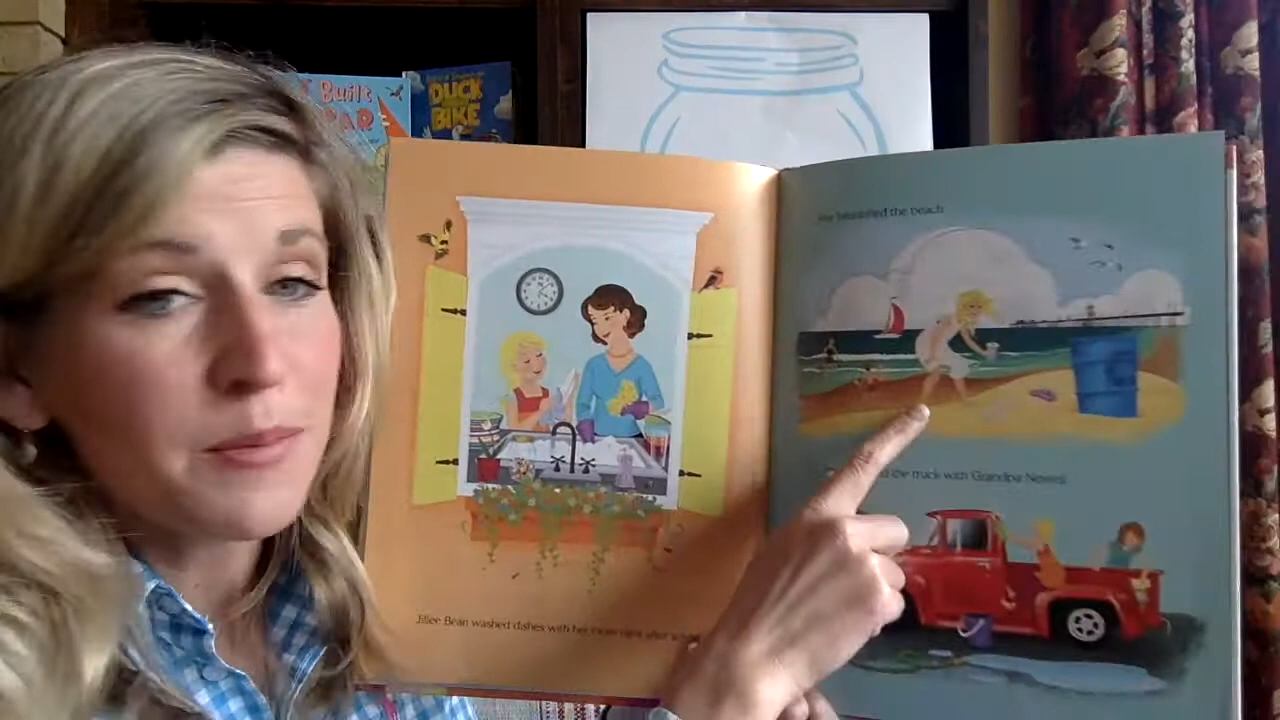 Built
DUCK
BIKE
Jillee Bean washed dishes with her mom right after school
She beautified the beach
the truck with Grandpa Newell